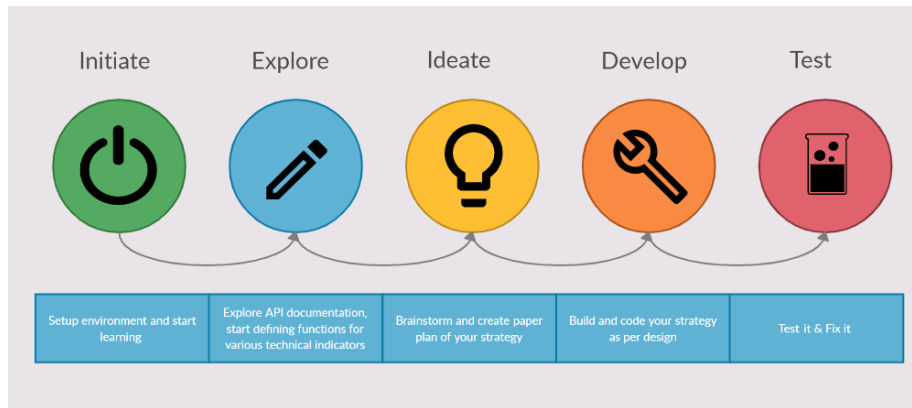 Initiate
Explore
Ideate
Develop
Test
Setup environment and start
learning
Explore API documentation,
start defining functions for
various technical indicators
Brainstorm and create paper
plan of your strategy
Build and code your strategy
as per design
Test it & Fix it